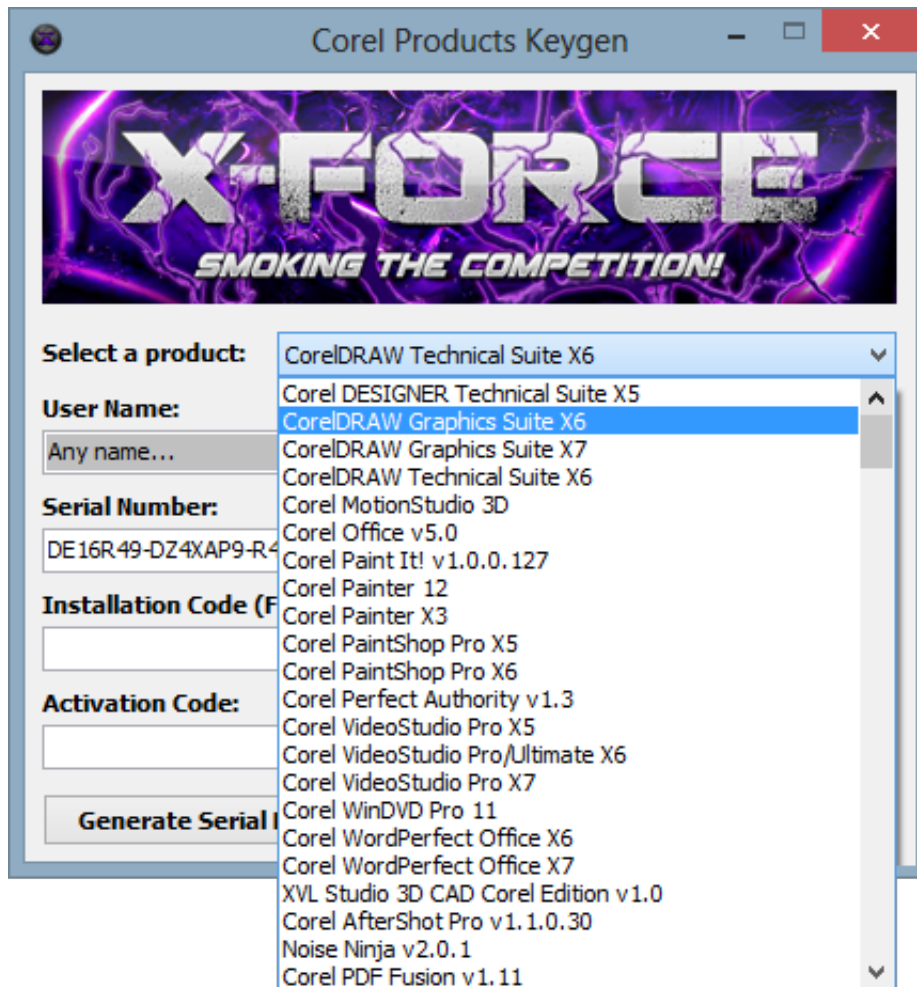 Corel Products Keygen
X-FORCE
SMOKING THE COMPETITION!
Select a product:
CorelDRAW Technical Suite X6
User Name:
Any name...
Serial Number:
DE16R49-DZ4XAP9-R4
Installation Code (F
Activation Code:
Generate Serial
Corel DESIGNER Technical Suite X5
CorelDRAW Graphics Suite X6
CorelDRAW Graphics Suite X7
CorelDRAW Technical Suite X6
Corel MotionStudio 3D
Corel Office v5.0
Corel Paint It! v1.0.0.127
Corel Painter 12
Corel Painter X3
Corel PaintShop Pro X5
Corel PaintShop Pro X6
Corel Perfect Authority v1.3
Corel VideoStudio Pro X5
Corel VideoStudio Pro/Ultimate X6
Corel VideoStudio Pro X7
Corel WinDVD Pro 11
Corel WordPerfect Office X6
Corel WordPerfect Office X7
XVL Studio 3D CAD Corel Edition v1.0
Corel AfterShot Pro v1.1.0.30
Noise Ninja v2.0.1
Corel PDF Fusion v1.11